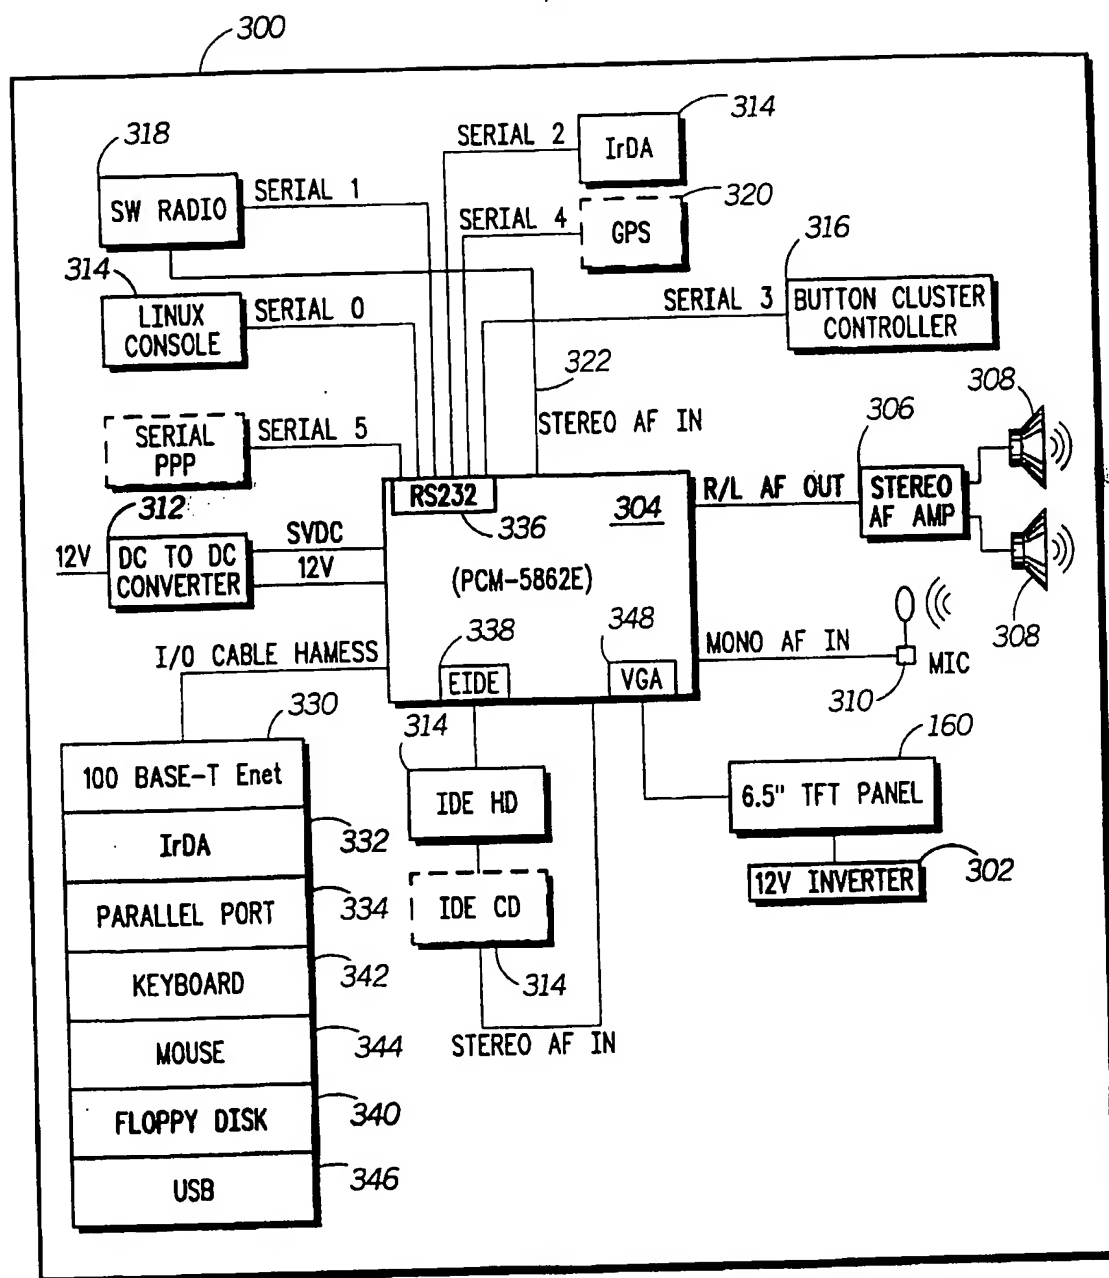 300
318
SW RADIO
SERIAL 1
SERIAL 2
IrDA
314
SERIAL 4
GPS
320
314
LINUX
CONSOLE
SERIAL 0
SERIAL 3
316
BUTTON CLUSTER
CONTROLLER
322
STEREO AF IN
SERIAL
PPP
SERIAL 5
RS232
336
304
(PCM-5862E)
R/L AF OUT
306
STEREO
AF AMP
308
308
312
12V
DC TO DC
CONVERTER
SVDC
12V
I/O CABLE HAMESS
338
EIDE
348
VGA
MONO AF IN
MIC
310
330
100 BASE-T Enet
IrDA
332
PARALLEL PORT
334
KEYBOARD
342
MOUSE
344
FLOPPY DISK
340
USB
346
314
IDE HD
IDE CD
314
STEREO AF IN
160
6.5" TFT PANEL
12V INVERTER
302